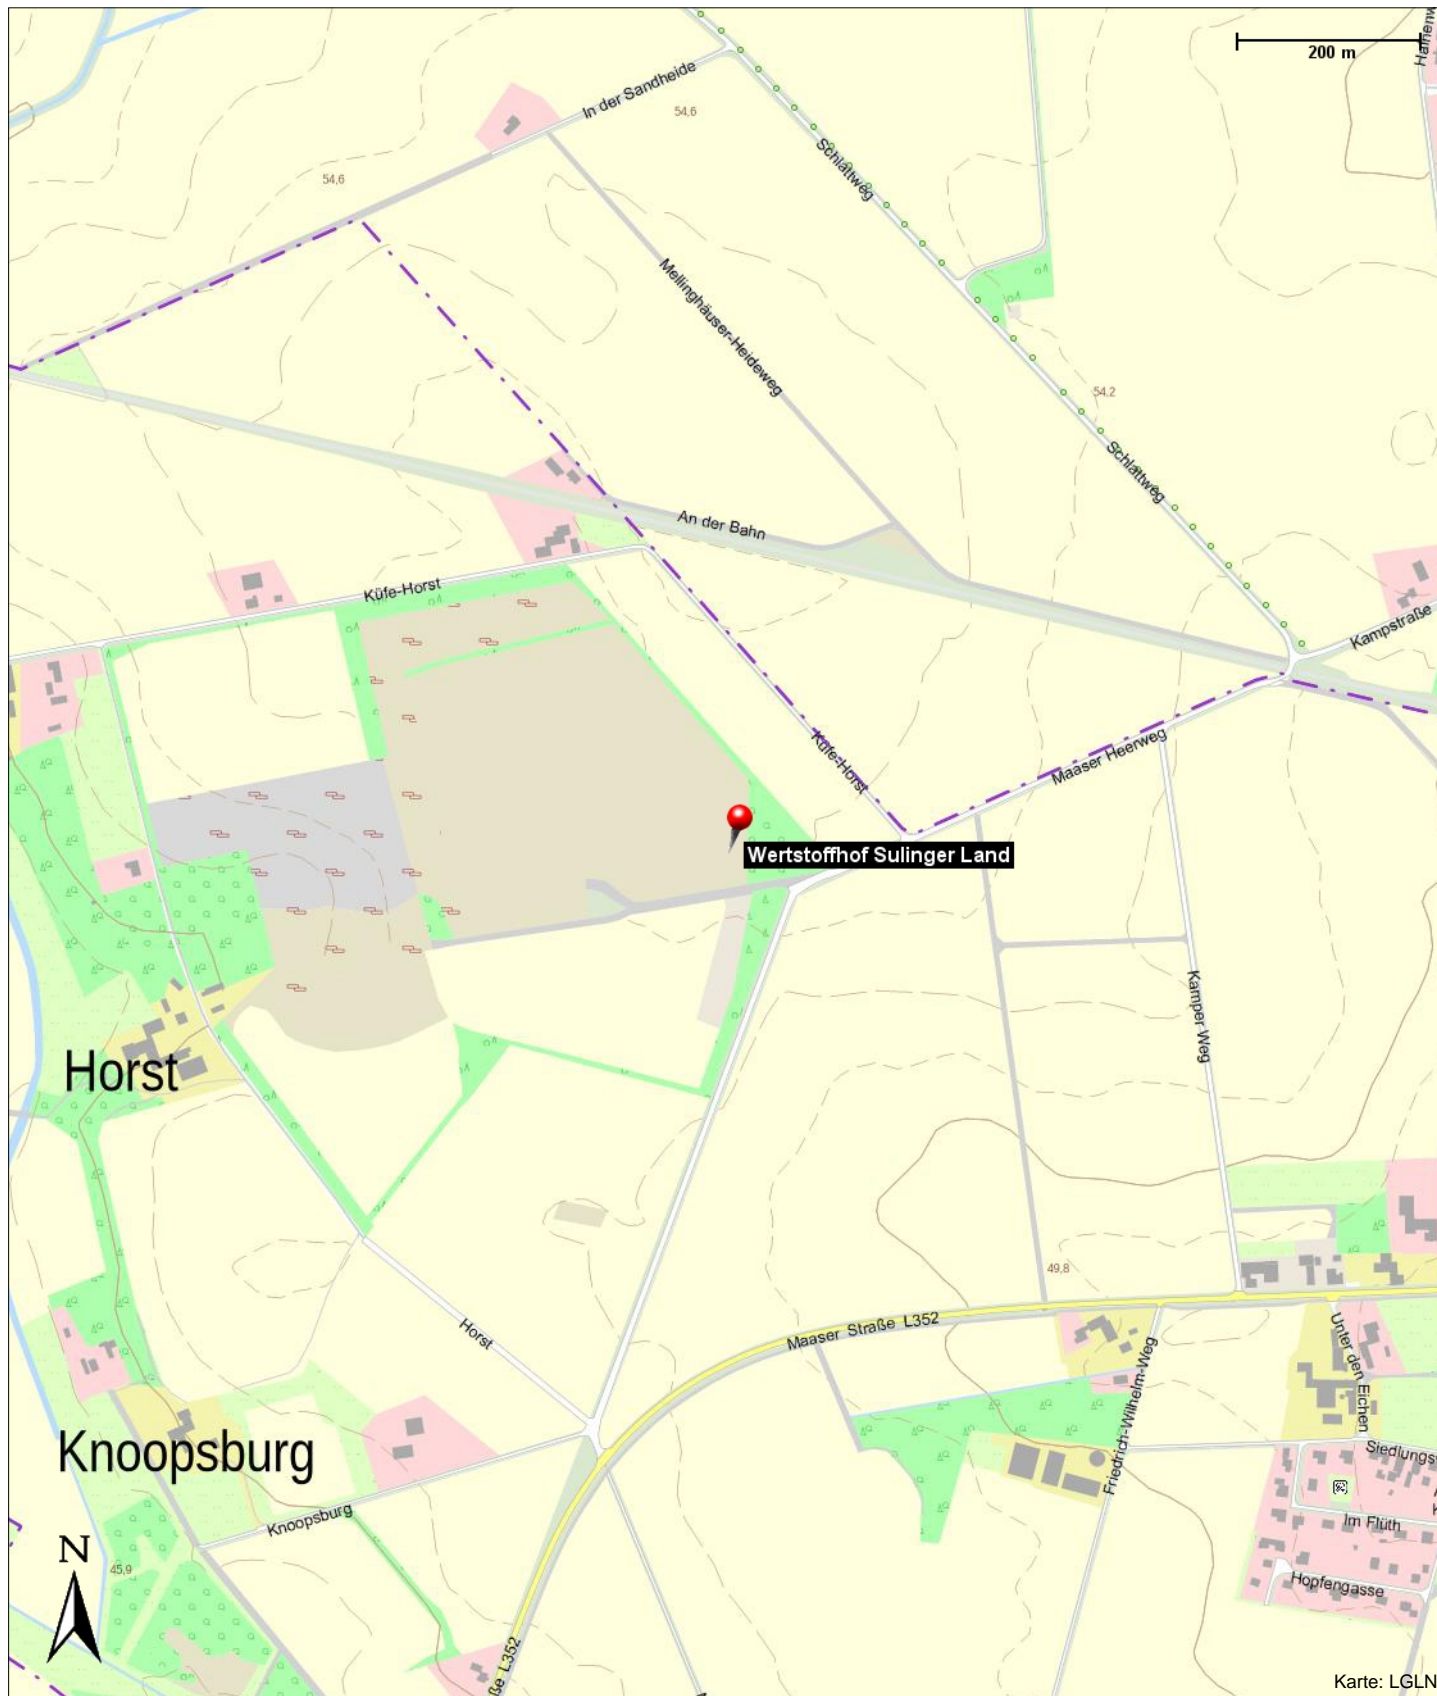 200 m
In der Sandheide
54,6
Schlattweg
54,6
Mellinghäuser-Heideweg
54,2
Schlattweg
An der Bahn
Küfe-Horst
Kampstraße
Küfe-Horst
Maaser Heerweg
Wertstoffhof Sulinger Land
Kamper Weg
Horst
49,8
Maaser Straße L352
Horst
Unter den Eichen
Friedrich-Wilhelm-Weg
Knoopsburg
Siedlungs
Knoopsburg
Im Flüth
N
45,9
Hopfengasse
ße L352
Karte: LGLN